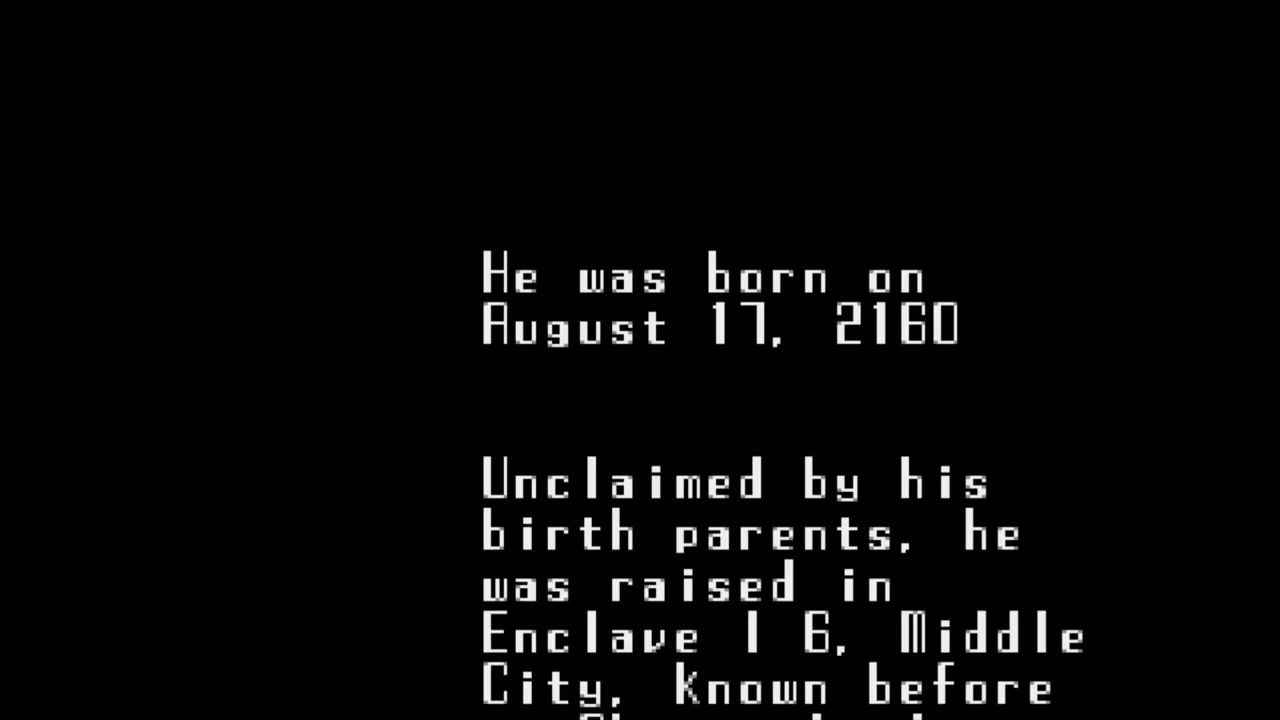 He was born on
August 17, 2160
Unclaimed by his
birth parents, he
was raised in
Enclave I 6, Middle
City, known before